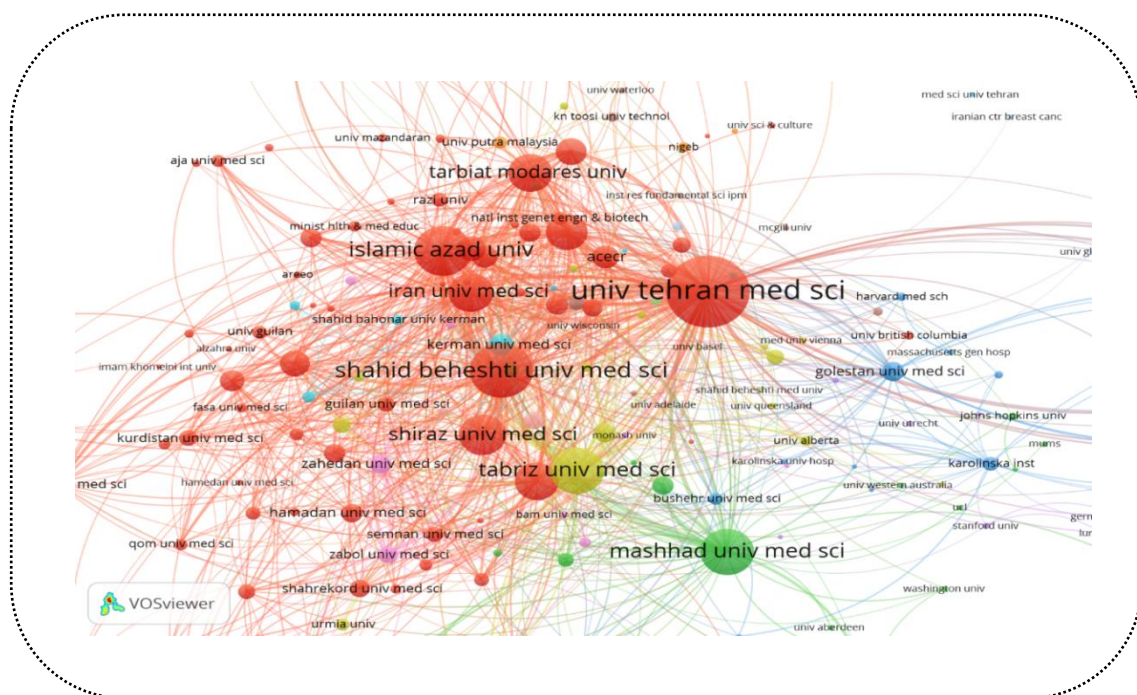 univ waterloo
med sci univ tehran
kn toosi univ technol
iranian ctr breast canc
univ sci & culture
univ mazandaran
univ putra malaysia
nigeb
aja univ med sci
tarbiat modares univ
razi univ
inst res fundamental sci ipm
natl inst genet engn & biotech
minist hlth & med educ
mcgill univ
islamic azad univ
acecr
univ gl
areeo
iran univ med sci
univ tehran med sci
harvard med sch
shahid bahonar univ kerman
univ wisconsin
univ guilan
univ british columbia
kerman univ med sci
med univ vienna
alzahra univ
univ basel
massachusetts gen hosp
imam khomeini int univ
shahid beheshti univ med sci
golestan univ med sci
shahid beheshti med univ
fasa univ med sci
guilan univ med sci
univ adelaide
univ queensland
johns hopkins univ
univ utrecht
kurdistan univ med sci
shiraz univ med sci
monash univ
univ alberta
mums
zahedan univ med sci
tabriz univ med sci
karolinska univ hosp
karolinska inst
med sci
hamedan univ med sci
univ western australia
bushehr univ med sci
hamadan univ med sci
bam univ med sci
ucl
germ
stanford univ
semnan univ med sci
lur
qom univ med sci
zabol univ med sci
mashhad univ med sci
shahrekord univ med sci
washington univ
VOSviewer
urmia univ
univ aberdeen